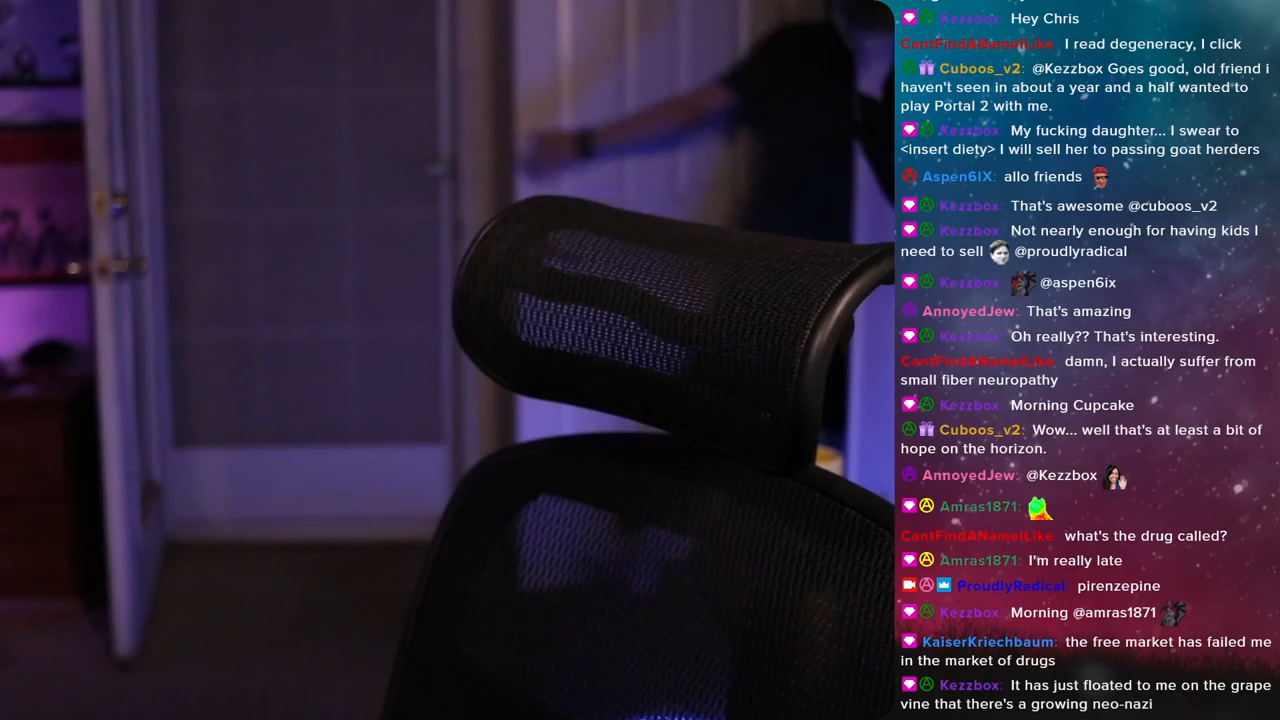 Kezzbox: Hey Chris
CantFindANameILike: I read degeneracy, I click
Cuboos_v2: @Kezzbox Goes good, old friend i
haven't seen in about a year and a half wanted to
play Portal 2 with me.
Kezzbox: My fucking daughter... I swear to
<insert diety> I will sell her to passing goat herders
Aspen6IX: allo friends
Kezzbox: That's awesome @cuboos_v2
Kezzbox: Not nearly enough for having kids I
need to sell @proudlyradical
Kezzbox: @aspen6ix
AnnoyedJew: That's amazing
Kezzbox: Oh really?? That's interesting.
CantFindANameILike: damn, I actually suffer from
small fiber neuropathy
Kezzbox: Morning Cupcake
Cuboos_v2: Wow... well that's at least a bit of
hope on the horizon.
AnnoyedJew: @Kezzbox
Amras1871:
CantFindANameILike: what's the drug called?
Amras1871: I'm really late
ProudlyRadical: pirenzepine
Kezzbox: Morning @amras1871
KaiserKriechbaum: the free market has failed me
in the market of drugs
Kezzbox: It has just floated to me on the grape
vine that there's a growing neo-nazi